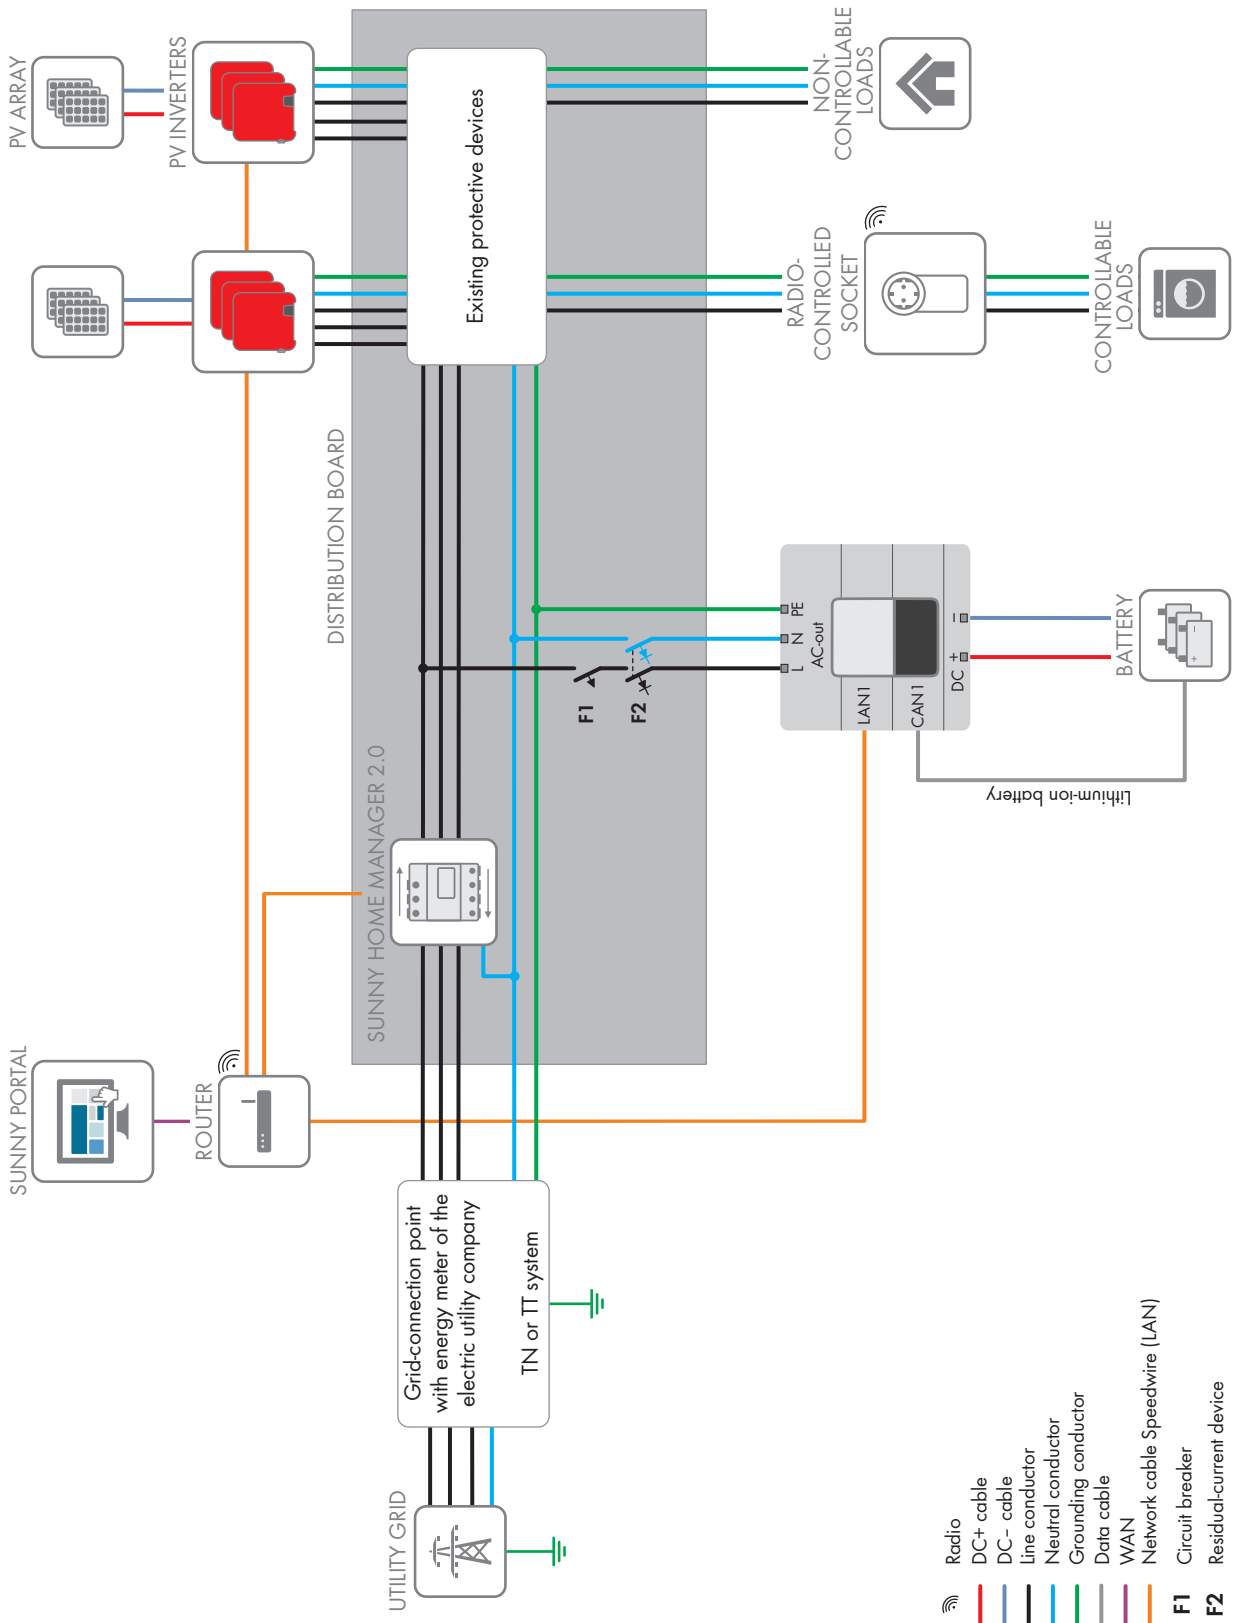 SUNNY PORTAL
PV ARRAY
ROUTER
PV INVERTERS
DISTRIBUTION BOARD
SUNNY HOME MANAGER 2.0
UTILITY GRID
Grid-connection point
with energy meter of the
electric utility company
TN or TT system
Existing protective devices
F1
F2
L
N
PE
AC-out
LAN1
CAN1
DC
+
−
Lithium-ion battery
BATTERY
+
−
RADIO-
CONTROLLED
SOCKET
NON-
CONTROLLABLE
LOADS
CONTROLLABLE
LOADS
Radio
DC+ cable
DC− cable
Line conductor
Neutral conductor
Grounding conductor
Data cable
WAN
Network cable Speedwire (LAN)
F1 Circuit breaker
F2 Residual-current device